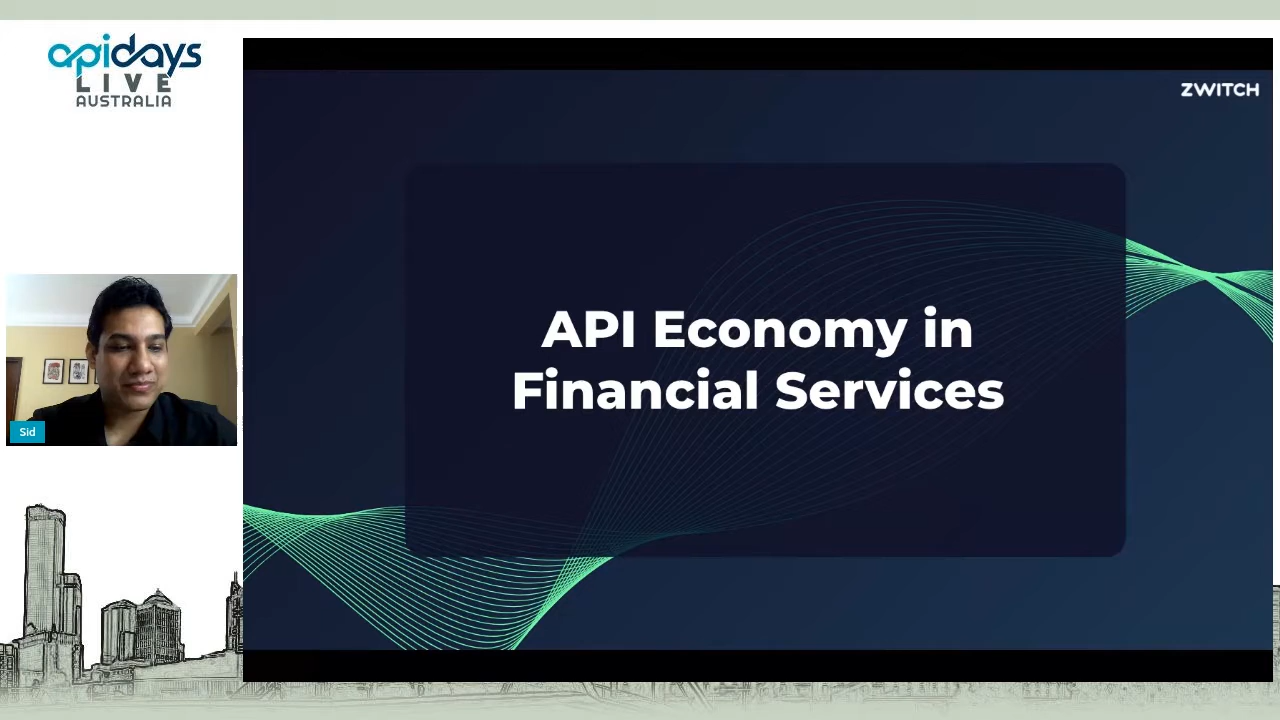 apidays
LIVE
AUSTRALIA
ZWITCH
API Economy in
Financial Services
Sid